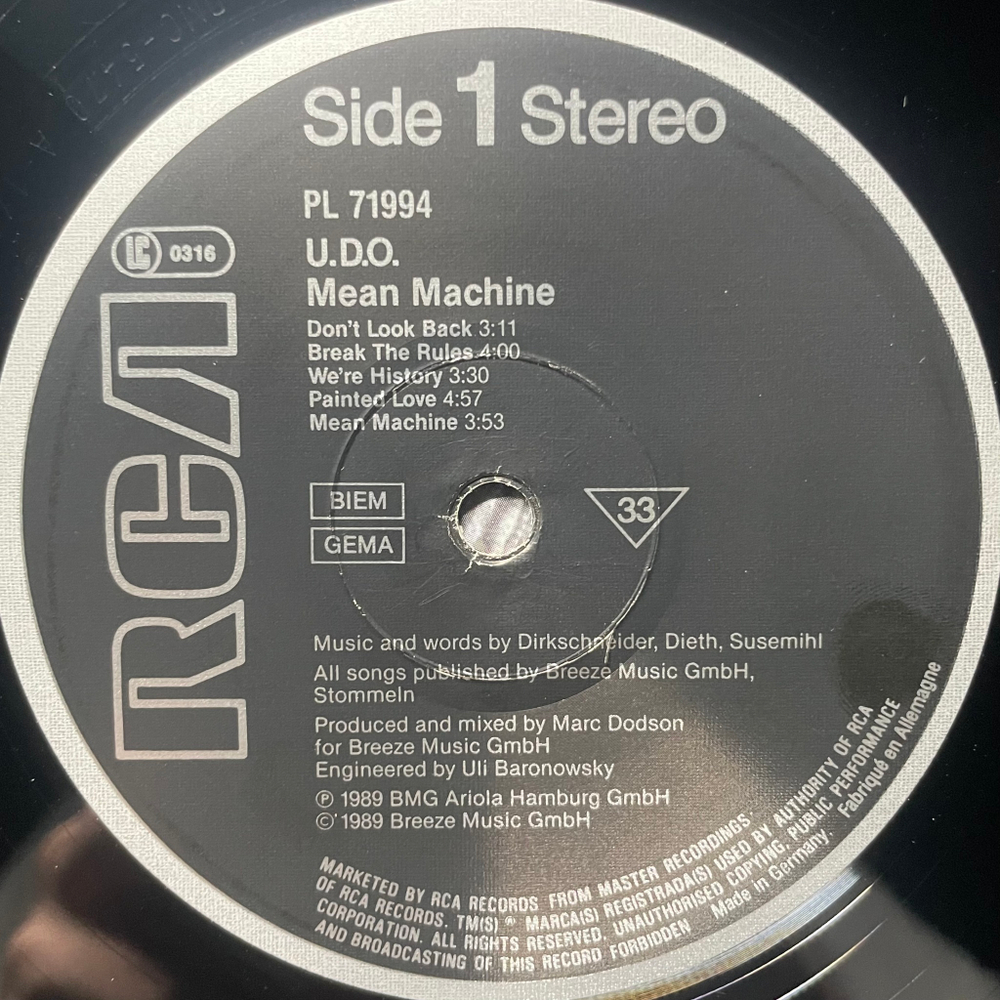 Side 1 Stereo
PL 71994
LC 0316
U.D.O.
Mean Machine
Don't Look Back 3:11
Break The Rules 4:00
We're History 3:30
Painted Love 4:57
Mean Machine 3:53
RCA
BIEM
GEMA
33
Music and words by Dirkschneider, Dieth, Susemihl
All songs published by Breeze Music GmbH,
Stommeln
Produced and mixed by Marc Dodson
for Breeze Music GmbH
Engineered by Uli Baronowsky
℗ 1989 BMG Ariola Hamburg GmbH
© 1989 Breeze Music GmbH
MARKETED BY RCA RECORDS FROM MASTER RECORDINGS
OF RCA RECORDS. TM(S) ® MARCA(S) REGISTRADA(S) USED BY AUTHORITY OF RCA
CORPORATION. ALL RIGHTS RESERVED. UNAUTHORISED COPYING, PUBLIC PERFORMANCE
AND BROADCASTING OF THIS RECORD FORBIDDEN Made in Germany. Fabriqué en Allemagne